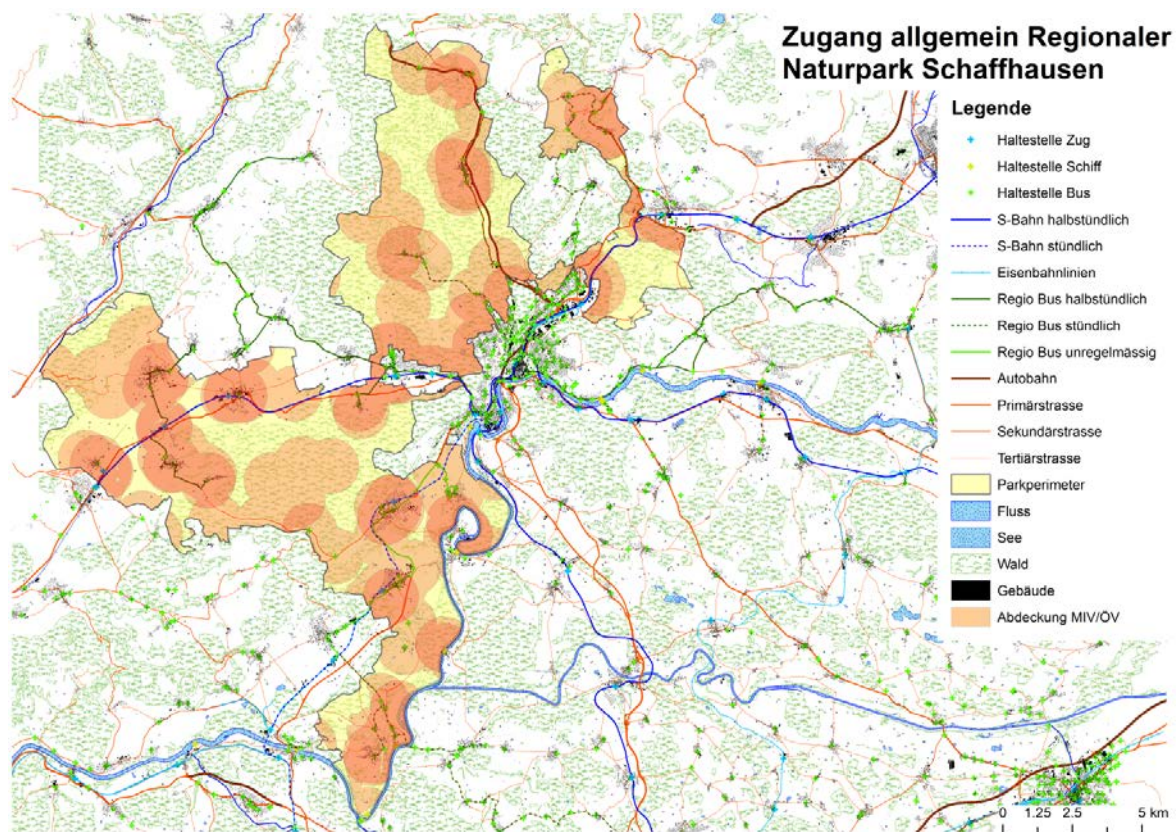 Zugang allgemein Regionaler
Naturpark Schaffhausen
Legende
Haltestelle Zug
Haltestelle Schiff
Haltestelle Bus
S-Bahn halbstündlich
S-Bahn stündlich
Eisenbahnlinien
Regio Bus halbstündlich
Regio Bus stündlich
Regio Bus unregelmässig
Autobahn
Primärstrasse
Sekundärstrasse
Tertiärstrasse
Parkperimeter
Fluss
See
Wald
Gebäude
Abdeckung MIV/ÖV
0 1.25 2.5 5 km